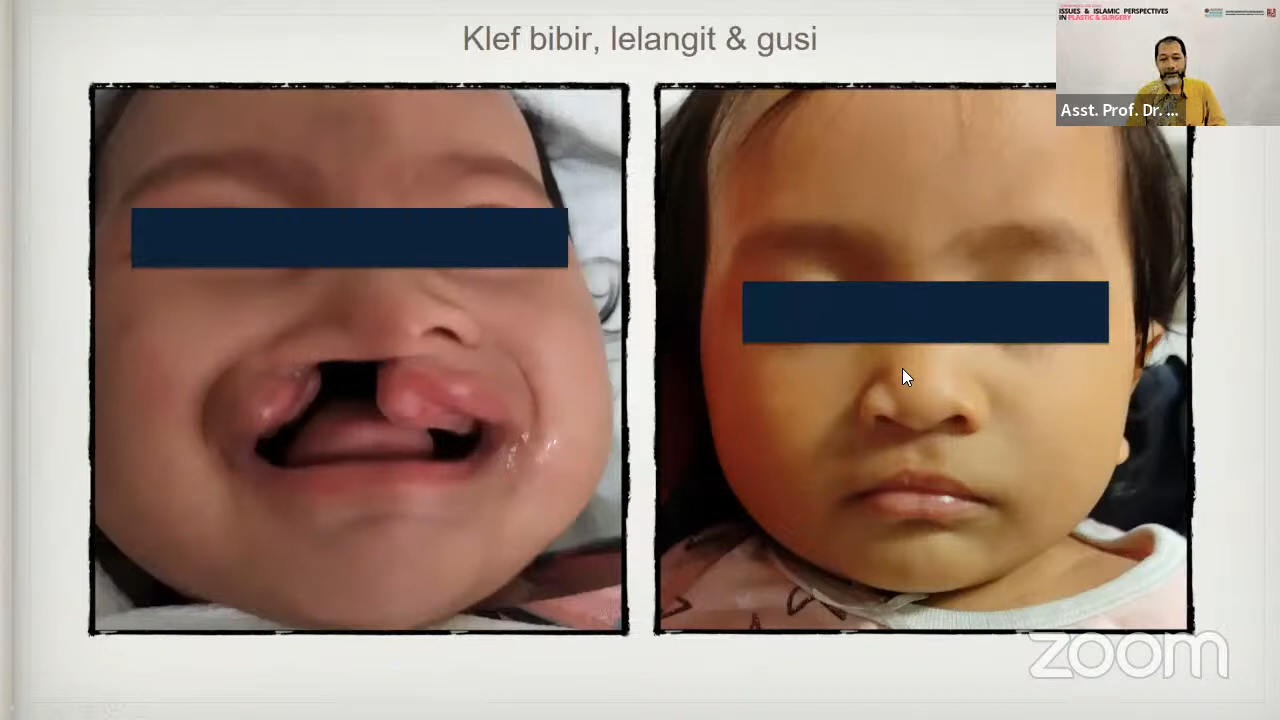 Klef bibir, lelangit & gusi
ISSUES & ISLAMIC PERSPECTIVES
IN PLASTIC & SURGERY
Asst. Prof. Dr. ...
zoom